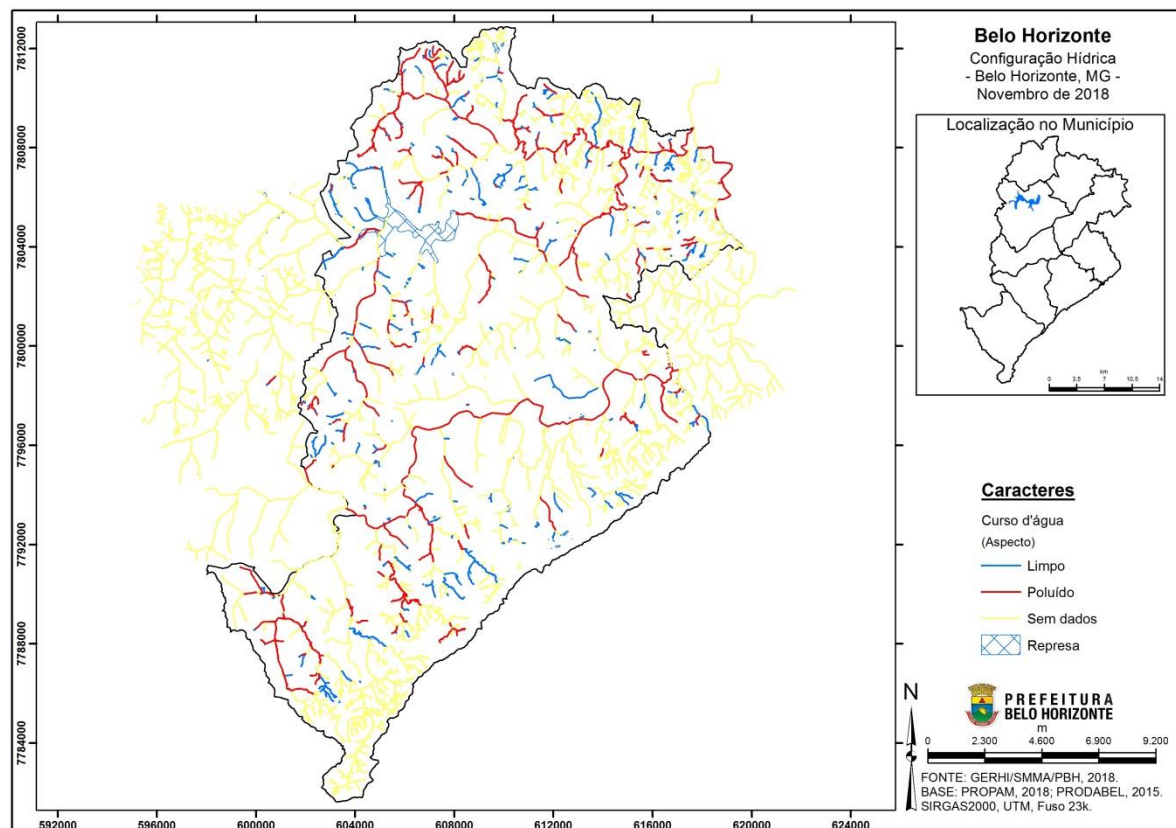 Belo Horizonte
Configuração Hídrica
- Belo Horizonte, MG -
Novembro de 2018
Localização no Município
km
0 3,5 7 10,5 14
Caracteres
Curso d'água
(Aspecto)
Limpo
Poluído
Sem dados
Represa
N
PREFEITURA
BELO HORIZONTE
m
0 2.300 4.600 6.900 9.200
FONTE: GERHI/SMMA/PBH, 2018.
BASE: PROPAM, 2018; PRODABEL, 2015.
SIRGAS2000, UTM, Fuso 23k.
7812000
7808000
7804000
7800000
7796000
7792000
7788000
7784000
592000 596000 600000 604000 608000 612000 616000 620000 624000